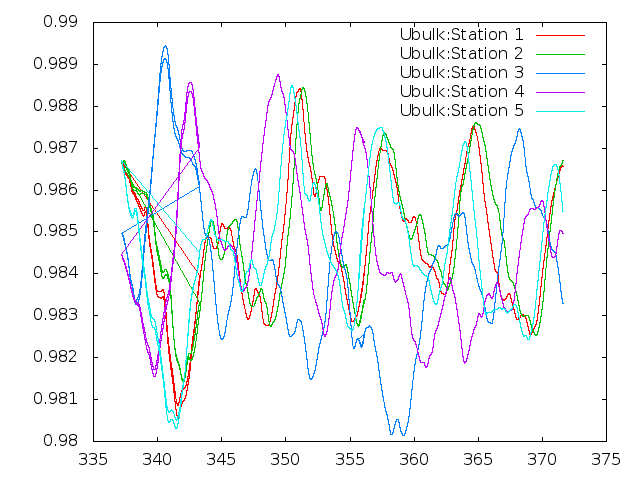 0.99
0.989
0.988
0.987
0.986
0.985
0.984
0.983
0.982
0.981
0.98
335 340 345 350 355 360 365 370 375
Ubulk:Station 1
Ubulk:Station 2
Ubulk:Station 3
Ubulk:Station 4
Ubulk:Station 5